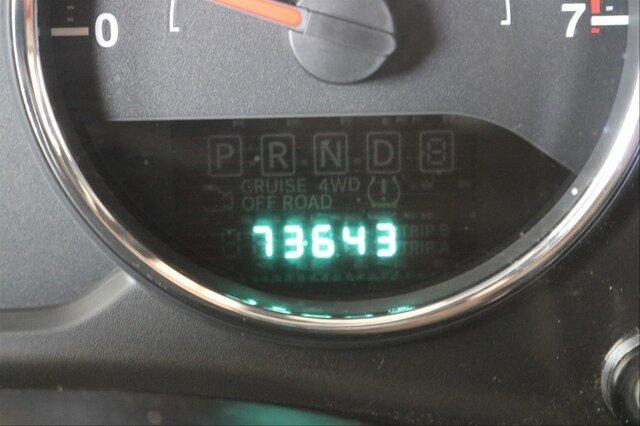 0 7
P R N D 8
CRUISE 4WD
OFF ROAD
TRIP B
73643 TRIP A